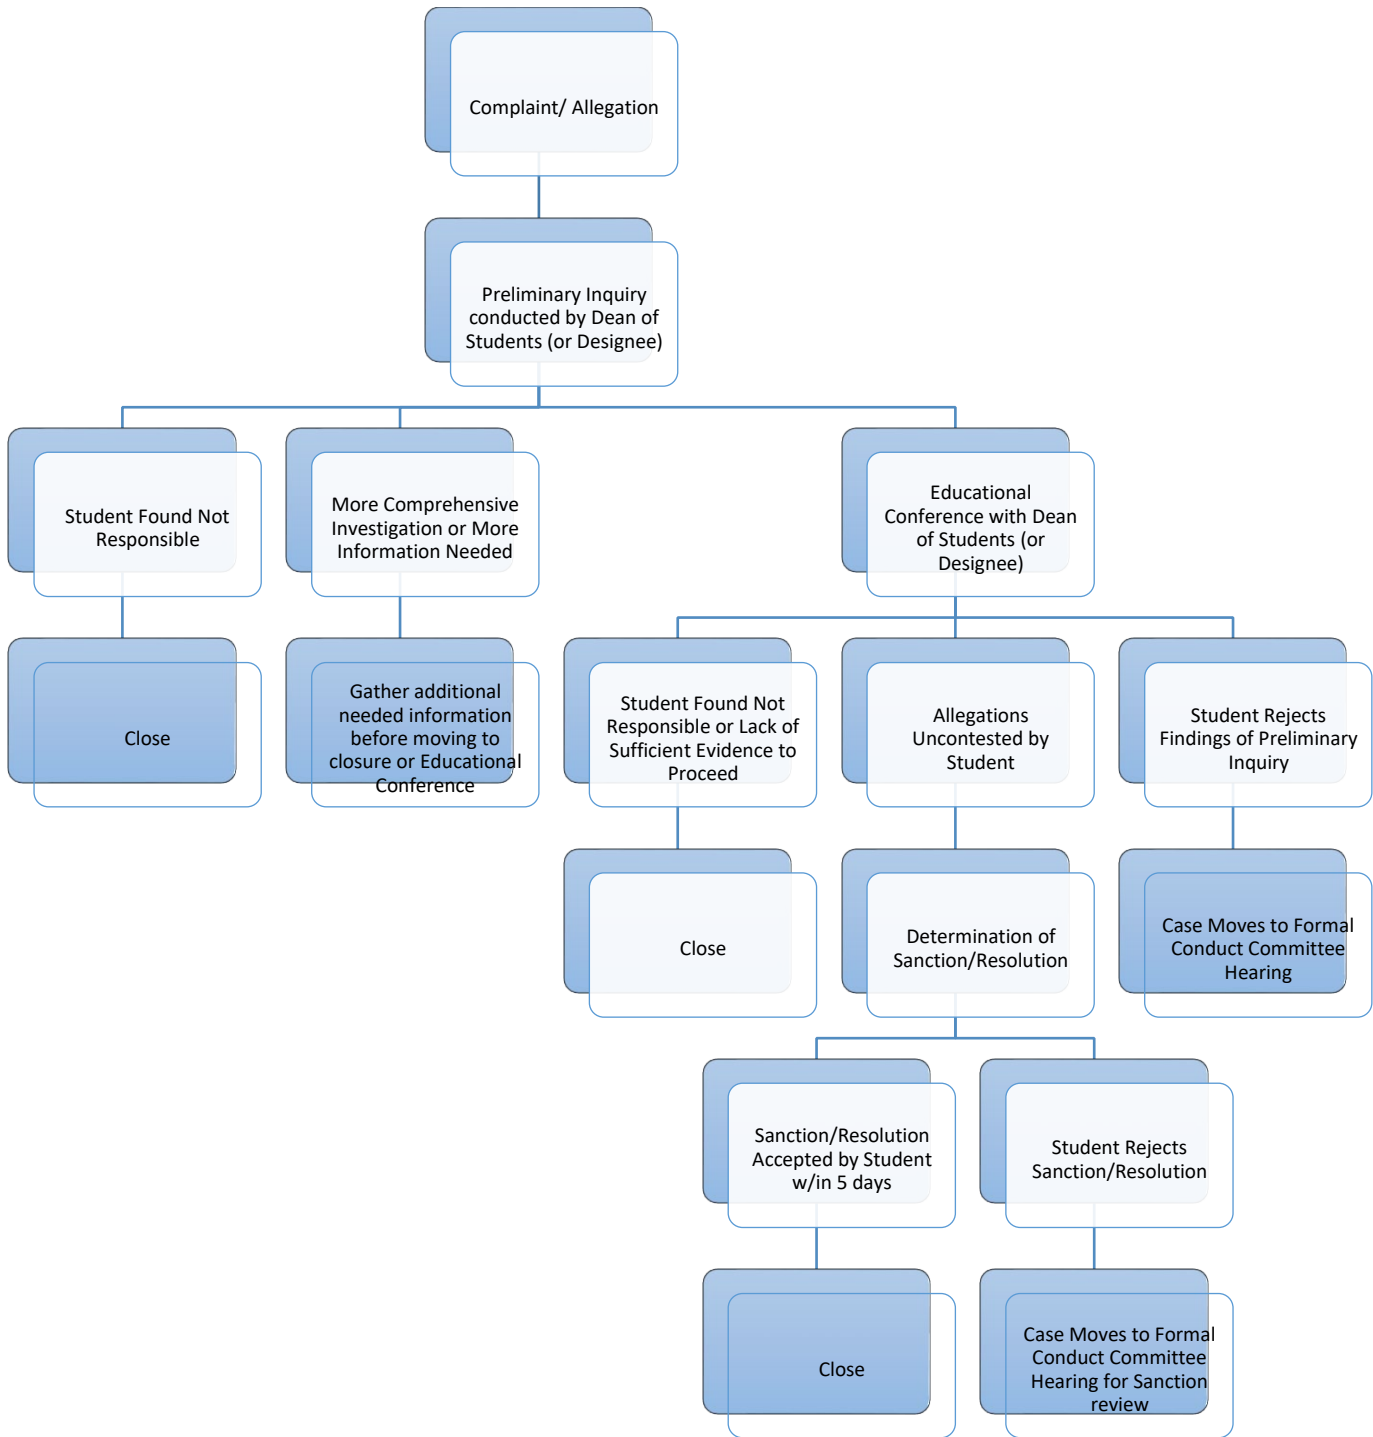 Complaint/ Allegation
Preliminary Inquiry
conducted by Dean of
Students (or Designee)
Student Found Not
Responsible
More Comprehensive
Investigation or More
Information Needed
Educational
Conference with Dean
of Students (or
Designee)
Close
Gather additional
needed information
before moving to
closure or Educational
Conference
Student Found Not
Responsible or Lack of
Sufficient Evidence to
Proceed
Allegations
Uncontested by
Student
Student Rejects
Findings of Preliminary
Inquiry
Close
Determination of
Sanction/Resolution
Case Moves to Formal
Conduct Committee
Hearing
Sanction/Resolution
Accepted by Student
w/in 5 days
Student Rejects
Sanction/Resolution
Close
Case Moves to Formal
Conduct Committee
Hearing for Sanction
review